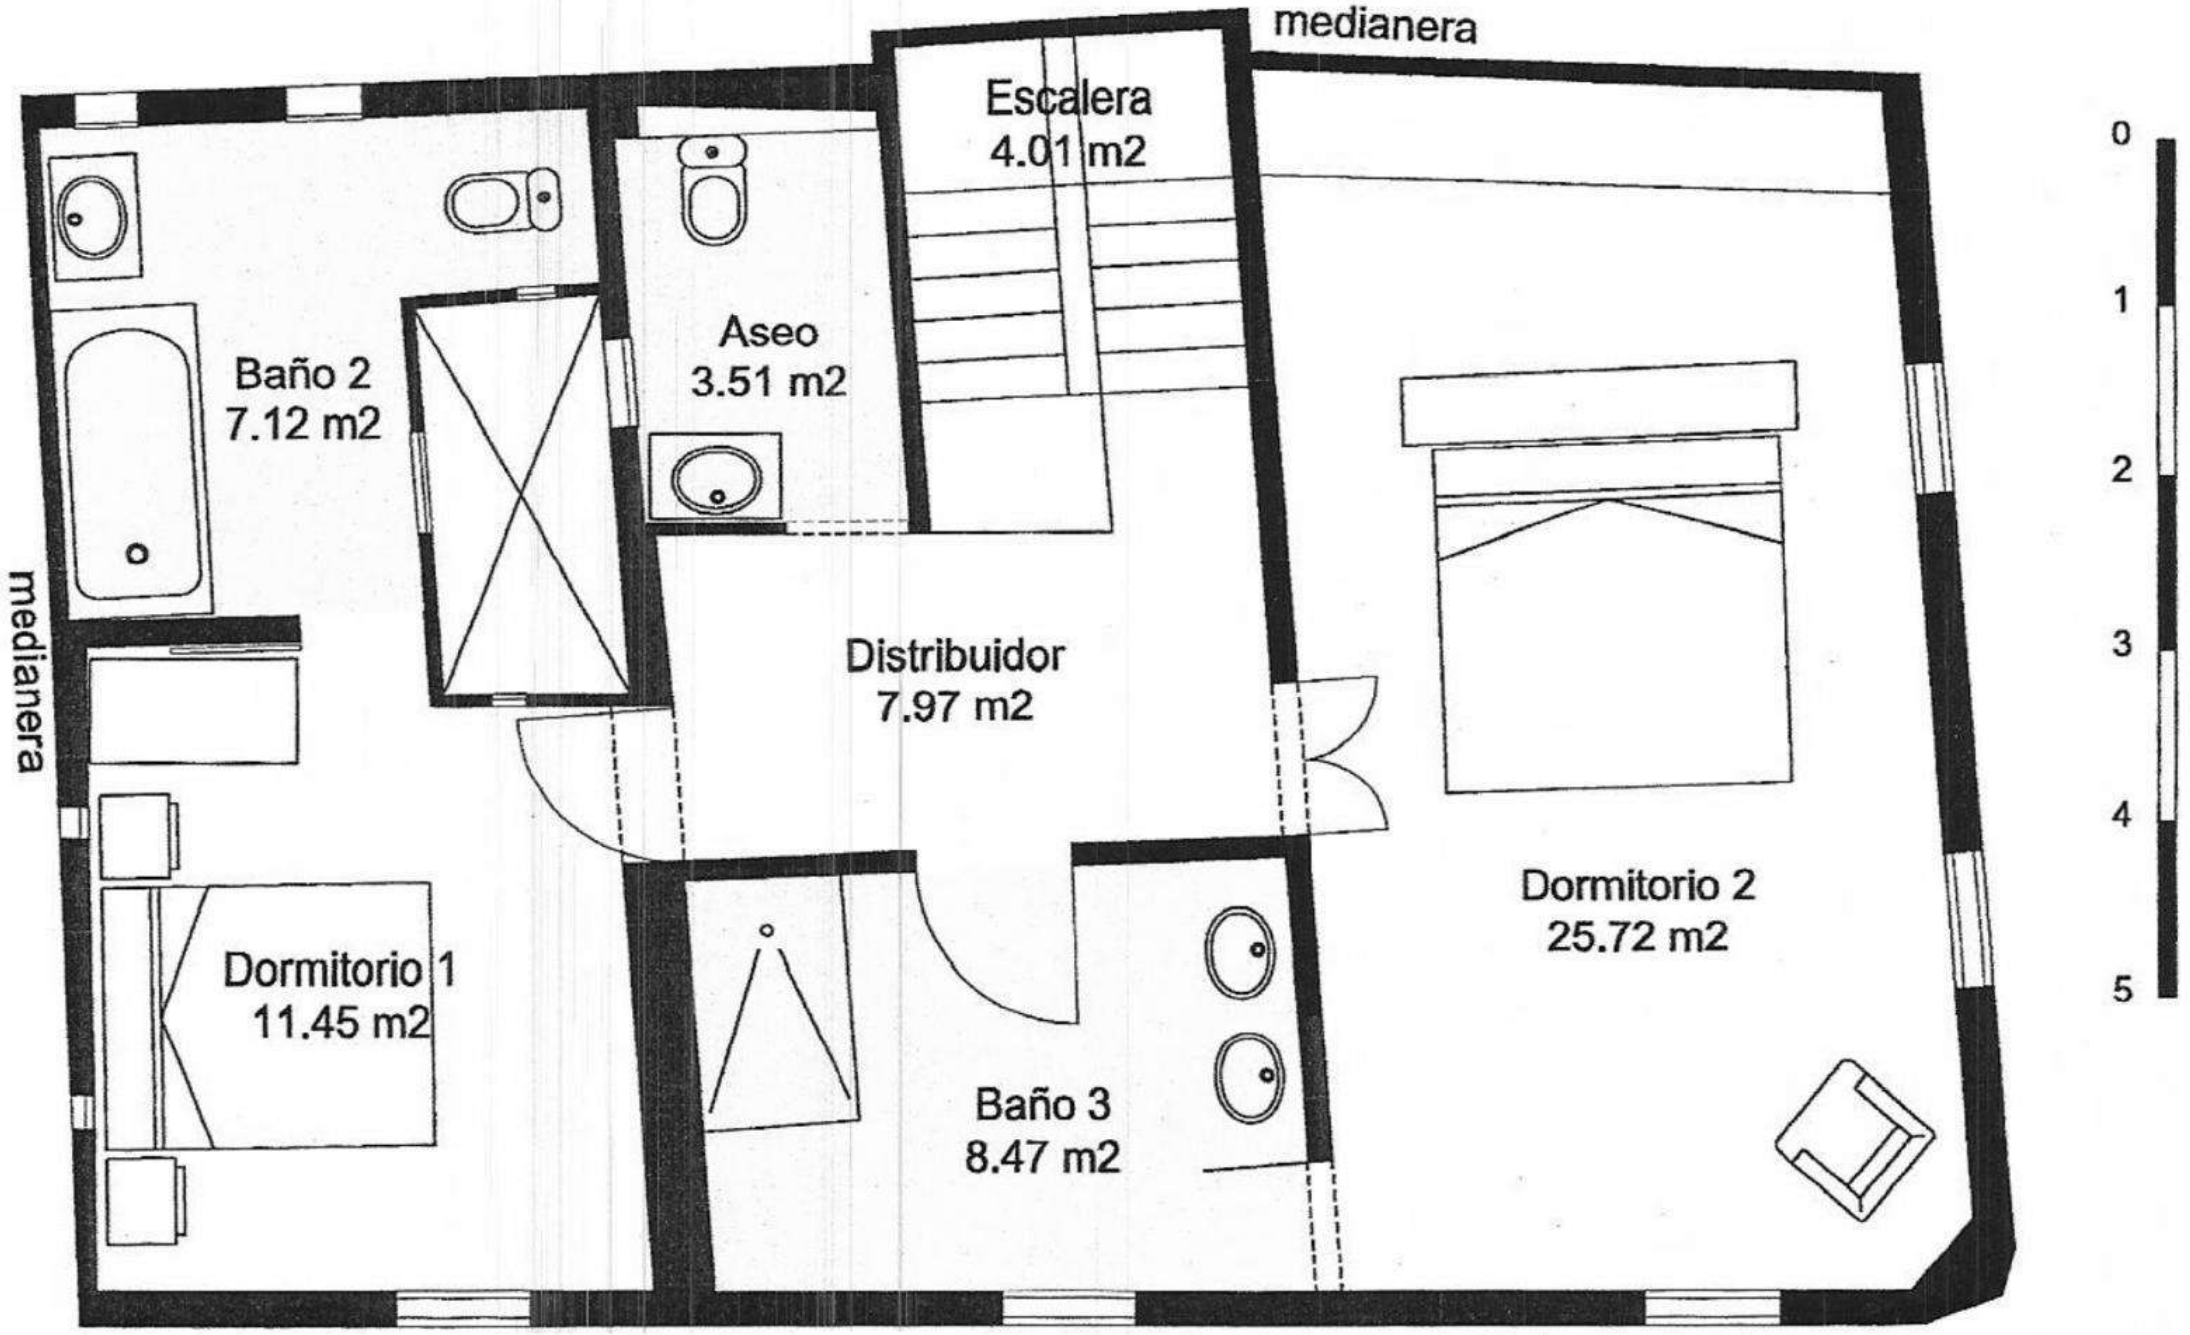 medianera
Escalera
4.01 m2
0
Aseo
3.51 m2
1
Baño 2
7.12 m2
2
medianera
Distribuidor
7.97 m2
3
4
Dormitorio 2
25.72 m2
Dormitorio 1
11.45 m2
5
Baño 3
8.47 m2